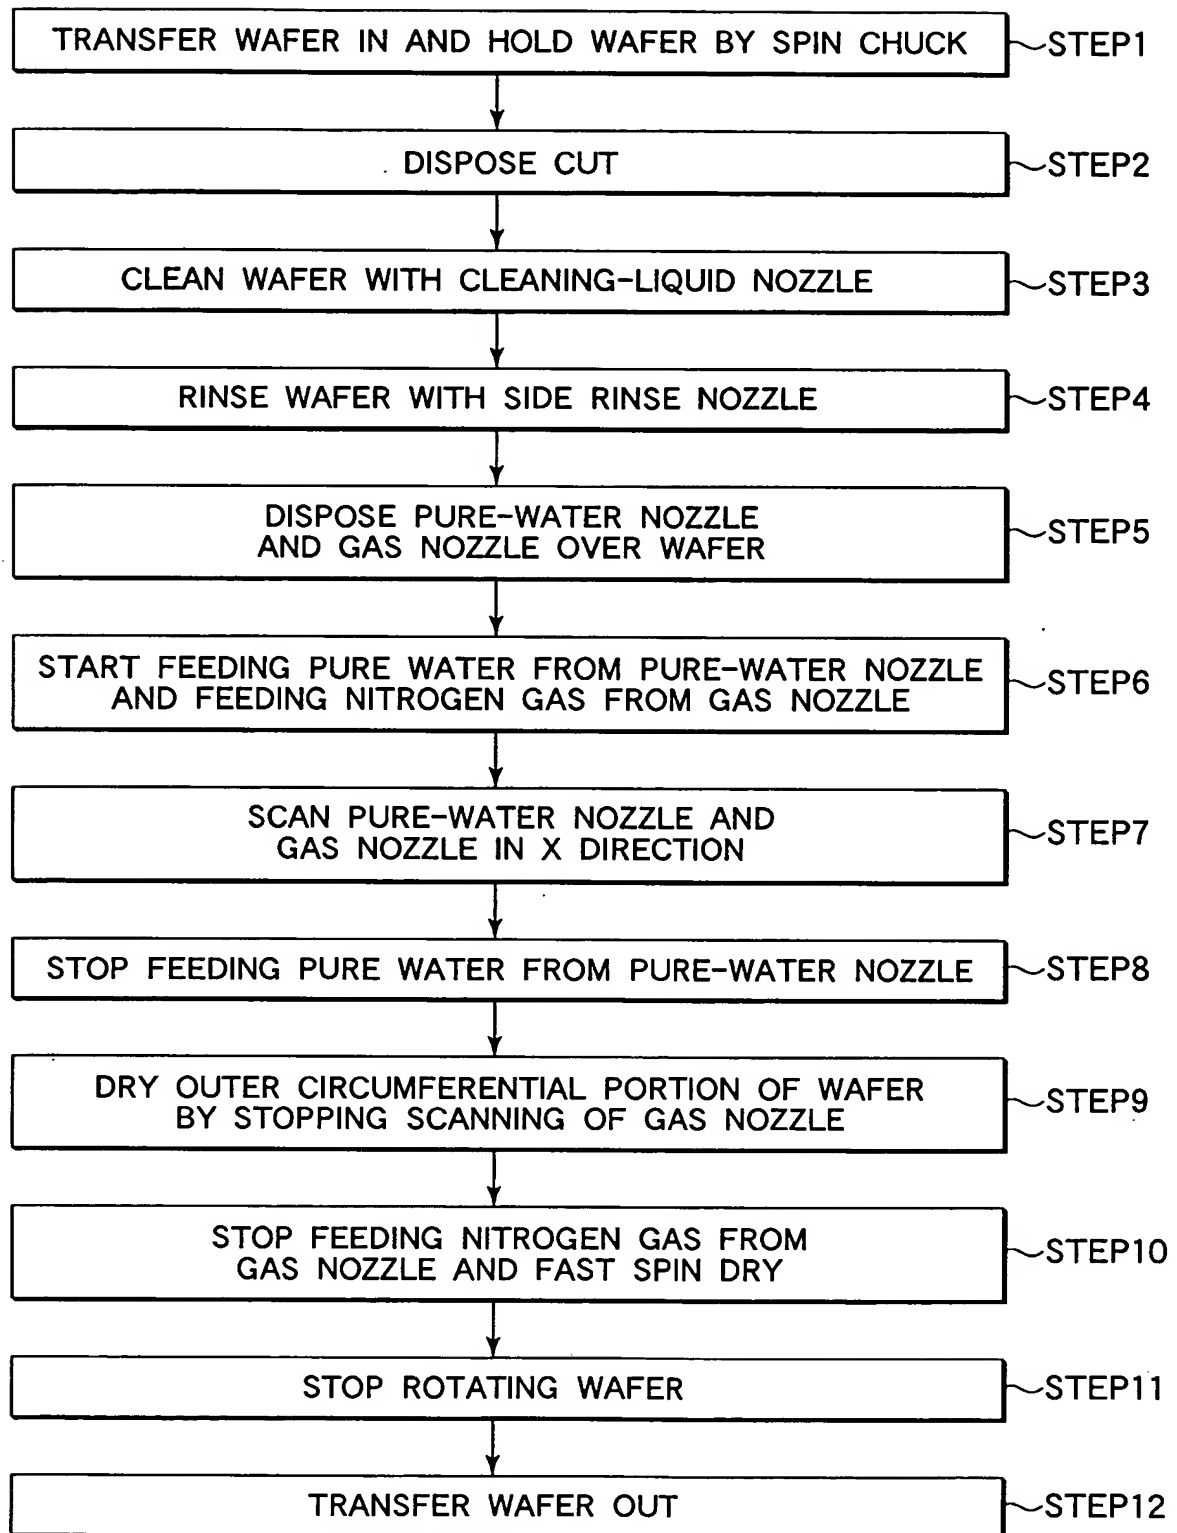 TRANSFER WAFER IN AND HOLD WAFER BY SPIN CHUCK
STEP1
DISPOSE CUT
STEP2
CLEAN WAFER WITH CLEANING-LIQUID NOZZLE
STEP3
RINSE WAFER WITH SIDE RINSE NOZZLE
STEP4
DISPOSE PURE-WATER NOZZLE
AND GAS NOZZLE OVER WAFER
STEP5
START FEEDING PURE WATER FROM PURE-WATER NOZZLE
AND FEEDING NITROGEN GAS FROM GAS NOZZLE
STEP6
SCAN PURE-WATER NOZZLE AND
GAS NOZZLE IN X DIRECTION
STEP7
STOP FEEDING PURE WATER FROM PURE-WATER NOZZLE
STEP8
DRY OUTER CIRCUMFERENTIAL PORTION OF WAFER
BY STOPPING SCANNING OF GAS NOZZLE
STEP9
STOP FEEDING NITROGEN GAS FROM
GAS NOZZLE AND FAST SPIN DRY
STEP10
STOP ROTATING WAFER
STEP11
TRANSFER WAFER OUT
STEP12